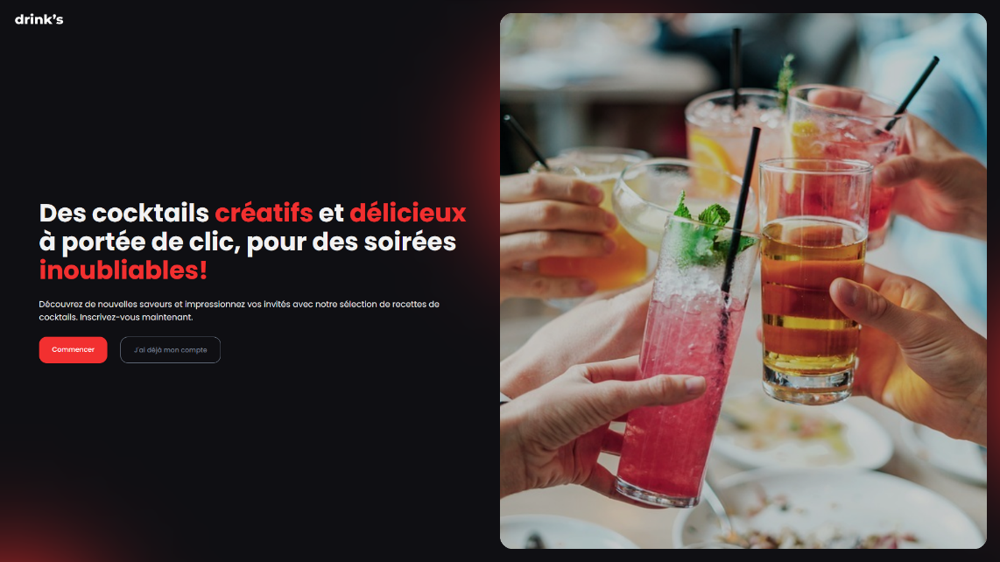 drink's
Des cocktails créatifs et délicieux
à portée de clic, pour des soirées
inoubliables!
Découvrez de nouvelles saveurs et impressionnez vos invités avec notre sélection de recettes de
cocktails. Inscrivez-vous maintenant.
Commencer
J'ai déjà mon compte